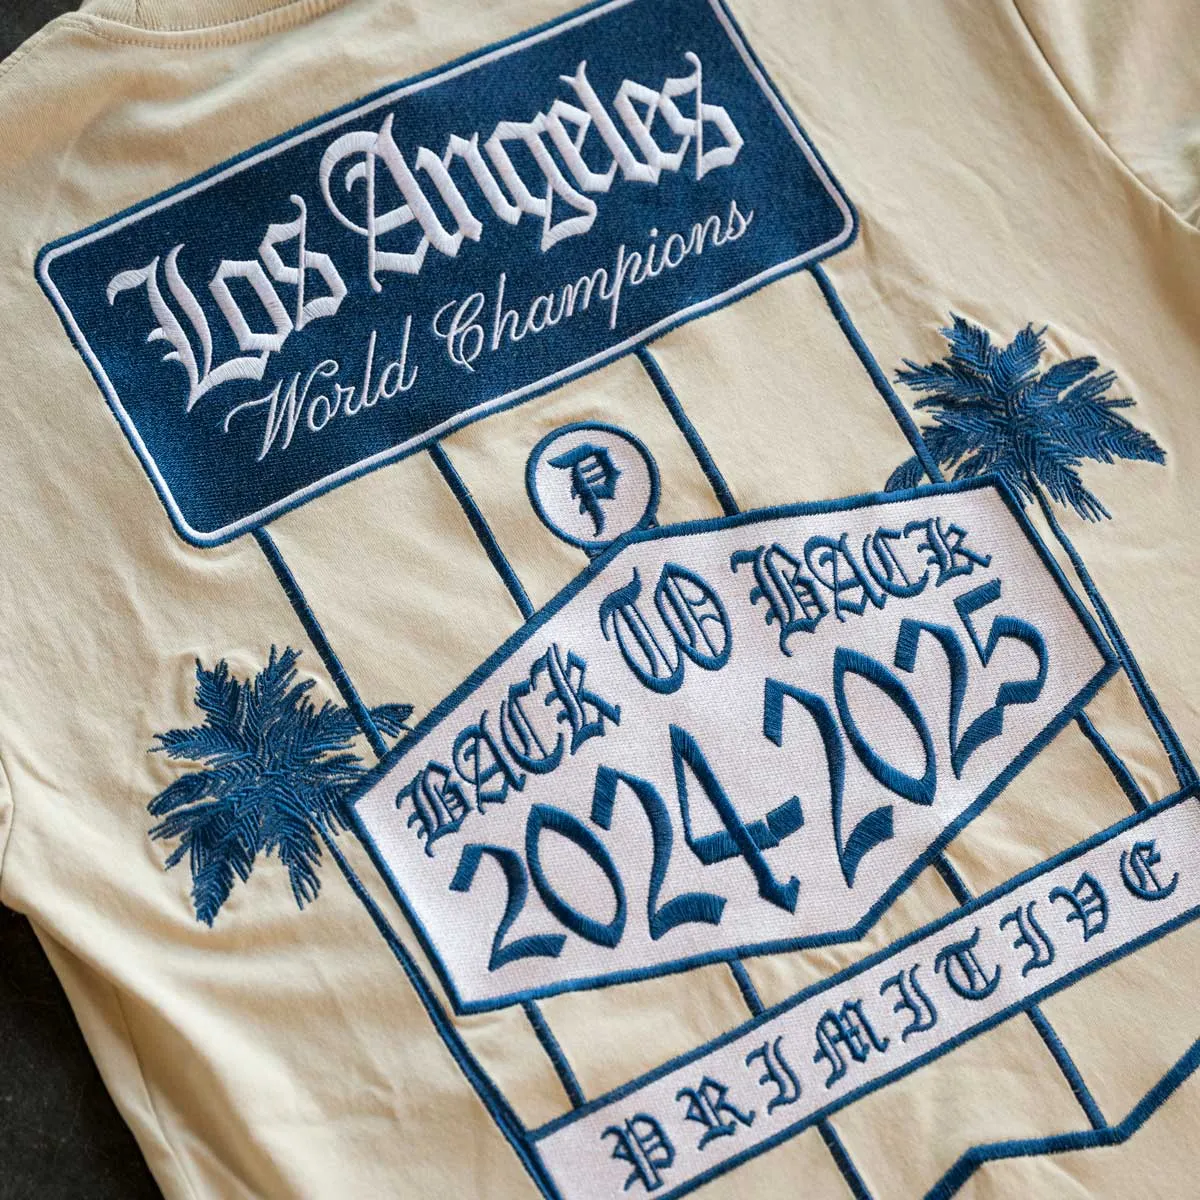 Los Angeles
World Champions
P
BACK TO BACK
2024-2025
PRIMITIVE